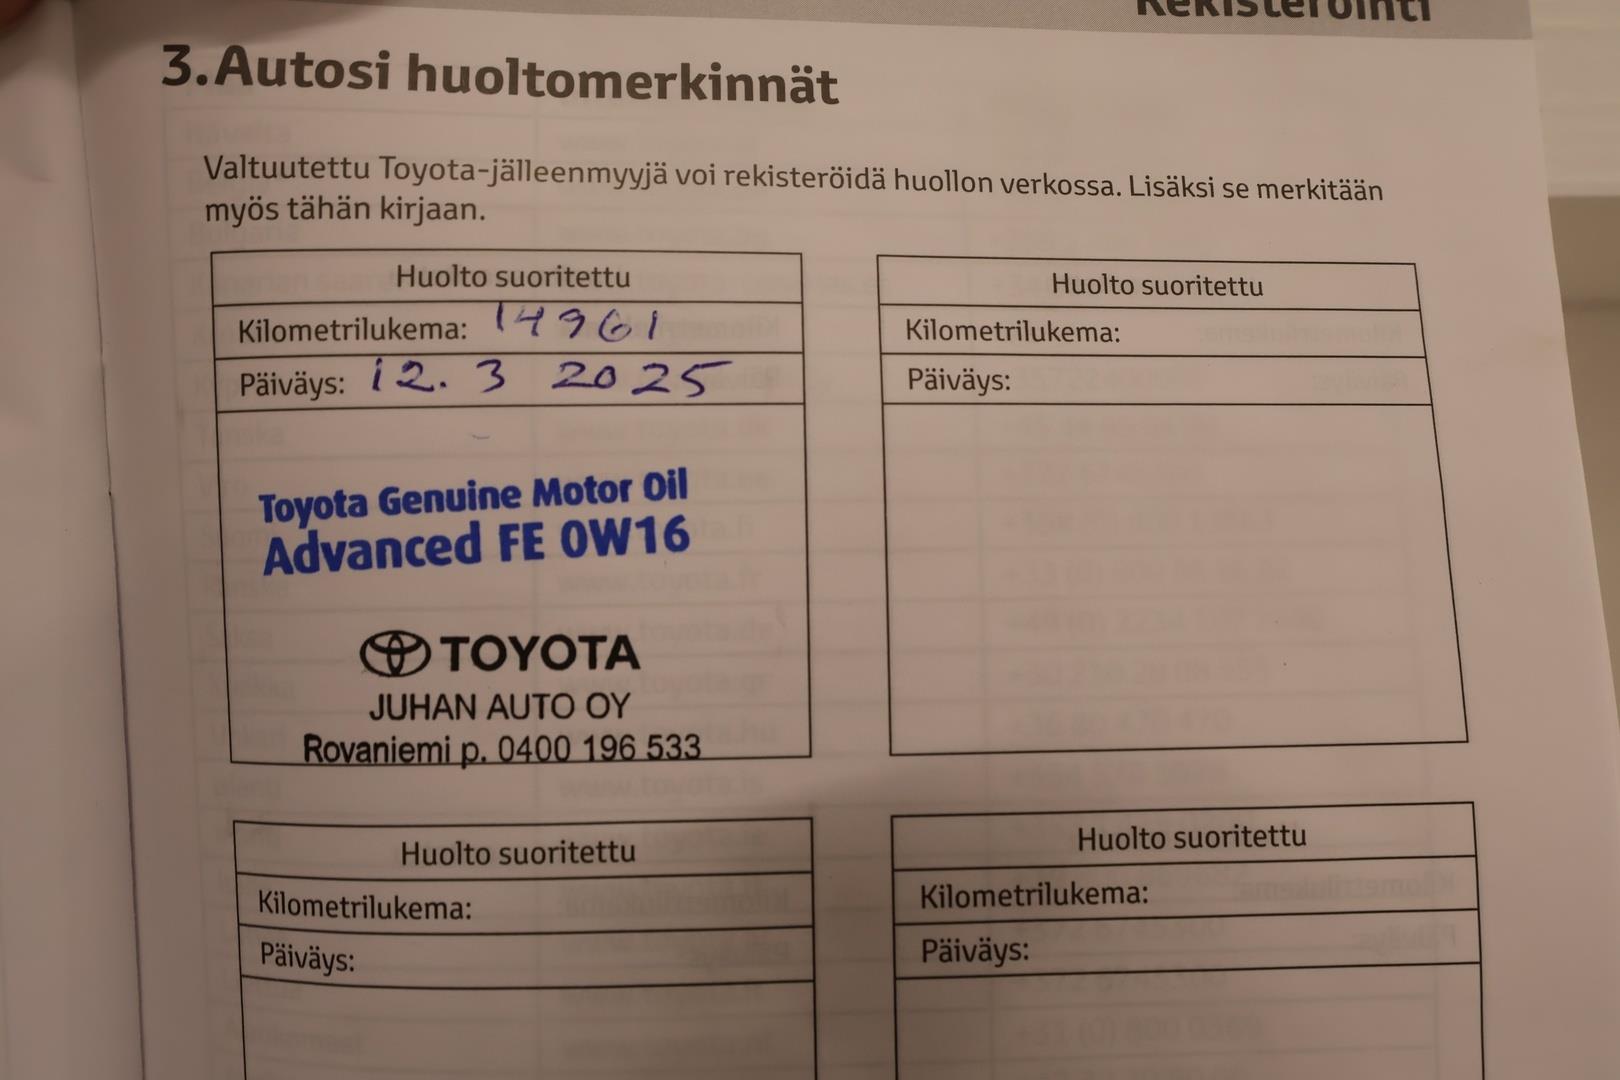 Rekisteröinti
3. Autosi huoltomerkinnät
Valtuutettu Toyota-jälleenmyyjä voi rekisteröidä huollon verkossa. Lisäksi se merkitään
myös tähän kirjaan.
Huolto suoritettu
Kilometrilukema: 14961
Päiväys: 12. 3 2025
Toyota Genuine Motor Oil
Advanced FE 0W16
TOYOTA
JUHAN AUTO OY
Rovaniemi p. 0400 196 533
Huolto suoritettu
Kilometrilukema:
Päiväys:
Huolto suoritettu
Kilometrilukema:
Päiväys:
Huolto suoritettu
Kilometrilukema:
Päiväys: